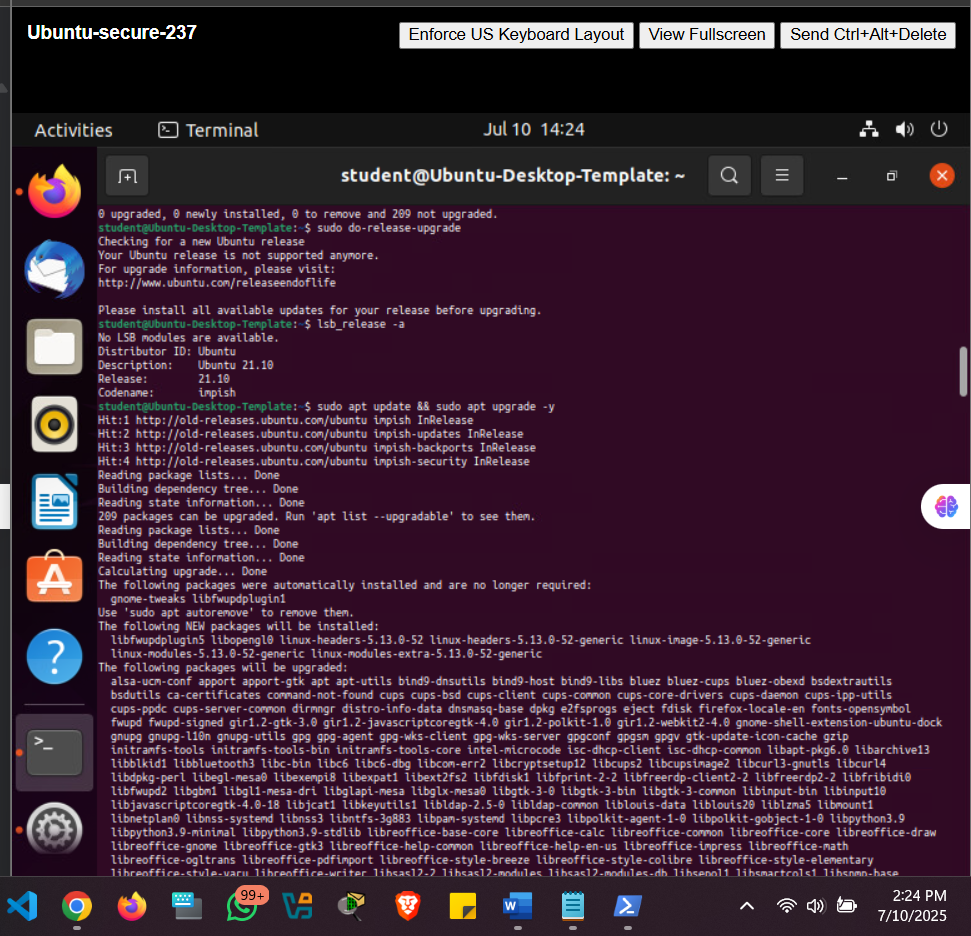 Ubuntu-secure-237
Enforce US Keyboard Layout
View Fullscreen
Send Ctrl+Alt+Delete
Activities
Terminal
Jul 10 14:24
student@Ubuntu-Desktop-Template: ~
0 upgraded, 0 newly installed, 0 to remove and 209 not upgraded.
student@Ubuntu-Desktop-Template:~$ sudo do-release-upgrade
Checking for a new Ubuntu release
Your Ubuntu release is not supported anymore.
For upgrade information, please visit:
http://www.ubuntu.com/releaseendoflife
Please install all available updates for your release before upgrading.
student@Ubuntu-Desktop-Template:~$ lsb_release -a
No LSB modules are available.
Distributor ID: Ubuntu
Description: Ubuntu 21.10
Release: 21.10
Codename: impish
student@Ubuntu-Desktop-Template:~$ sudo apt update && sudo apt upgrade -y
Hit:1 http://old-releases.ubuntu.com/ubuntu impish InRelease
Hit:2 http://old-releases.ubuntu.com/ubuntu impish-updates InRelease
Hit:3 http://old-releases.ubuntu.com/ubuntu impish-backports InRelease
Hit:4 http://old-releases.ubuntu.com/ubuntu impish-security InRelease
Reading package lists... Done
Building dependency tree... Done
Reading state information... Done
209 packages can be upgraded. Run 'apt list --upgradable' to see them.
Reading package lists... Done
Building dependency tree... Done
Reading state information... Done
Calculating upgrade... Done
The following packages were automatically installed and are no longer required:
gnome-tweaks libfwupdplugin1
Use 'sudo apt autoremove' to remove them.
The following NEW packages will be installed:
libfwupdplugin5 libopengl0 linux-headers-5.13.0-52 linux-headers-5.13.0-52-generic linux-image-5.13.0-52-generic
linux-modules-5.13.0-52-generic linux-modules-extra-5.13.0-52-generic
The following packages will be upgraded:
alsa-ucm-conf apport apport-gtk apt apt-utils bind9-dnsutils bind9-host bind9-libs bluez bluez-cups bluez-obexd bsdextrautils
bsdutils ca-certificates command-not-found cups cups-bsd cups-client cups-common cups-core-drivers cups-daemon cups-ipp-utils
cups-ppdc cups-server-common dirmngr distro-info-data dnsmasq-base dpkg e2fsprogs eject fdisk firefox-locale-en fonts-opensymbol
fwupd fwupd-signed gir1.2-gtk-3.0 gir1.2-javascriptcoregtk-4.0 gir1.2-polkit-1.0 gir1.2-webkit2-4.0 gnome-shell-extension-ubuntu-dock
gnupg gnupg-l10n gnupg-utils gpg gpg-agent gpg-wks-client gpg-wks-server gpgconf gpgsm gpgv gtk-update-icon-cache gzip
initramfs-tools initramfs-tools-bin initramfs-tools-core intel-microcode isc-dhcp-client isc-dhcp-common libapt-pkg6.0 libarchive13
libblkid1 libbluetooth3 libc-bin libc6 libc6-dbg libcom-err2 libcryptsetup12 libcups2 libcupsimage2 libcurl3-gnutls libcurl4
libdpkg-perl libegl-mesa0 libexempi8 libexpat1 libext2fs2 libfdisk1 libfprint-2-2 libfreerdp-client2-2 libfreerdp2-2 libfribidi0
libfwupd2 libgbm1 libgl1-mesa-dri libglapi-mesa libglx-mesa0 libgtk-3-0 libgtk-3-bin libgtk-3-common libinput-bin libinput10
libjavascriptcoregtk-4.0-18 libjcat1 libkeyutils1 libldap-2.5-0 libldap-common liblouis-data liblouis20 liblzma5 libmount1
libnetplan0 libnss-systemd libnss3 libntfs-3g883 libpam-systemd libpcre3 libpolkit-agent-1-0 libpolkit-gobject-1-0 libpython3.9
libpython3.9-minimal libpython3.9-stdlib libreoffice-base-core libreoffice-calc libreoffice-common libreoffice-core libreoffice-draw
libreoffice-gnome libreoffice-gtk3 libreoffice-help-common libreoffice-help-en-us libreoffice-impress libreoffice-math
libreoffice-ogltrans libreoffice-pdfimport libreoffice-style-breeze libreoffice-style-colibre libreoffice-style-elementary
libreoffice-style-yaru libreoffice-writer libsasl2-2 libsasl2-modules libsasl2-modules-db libsepol1 libsmartcols1 libsnmp-base
99+
2:24 PM
7/10/2025